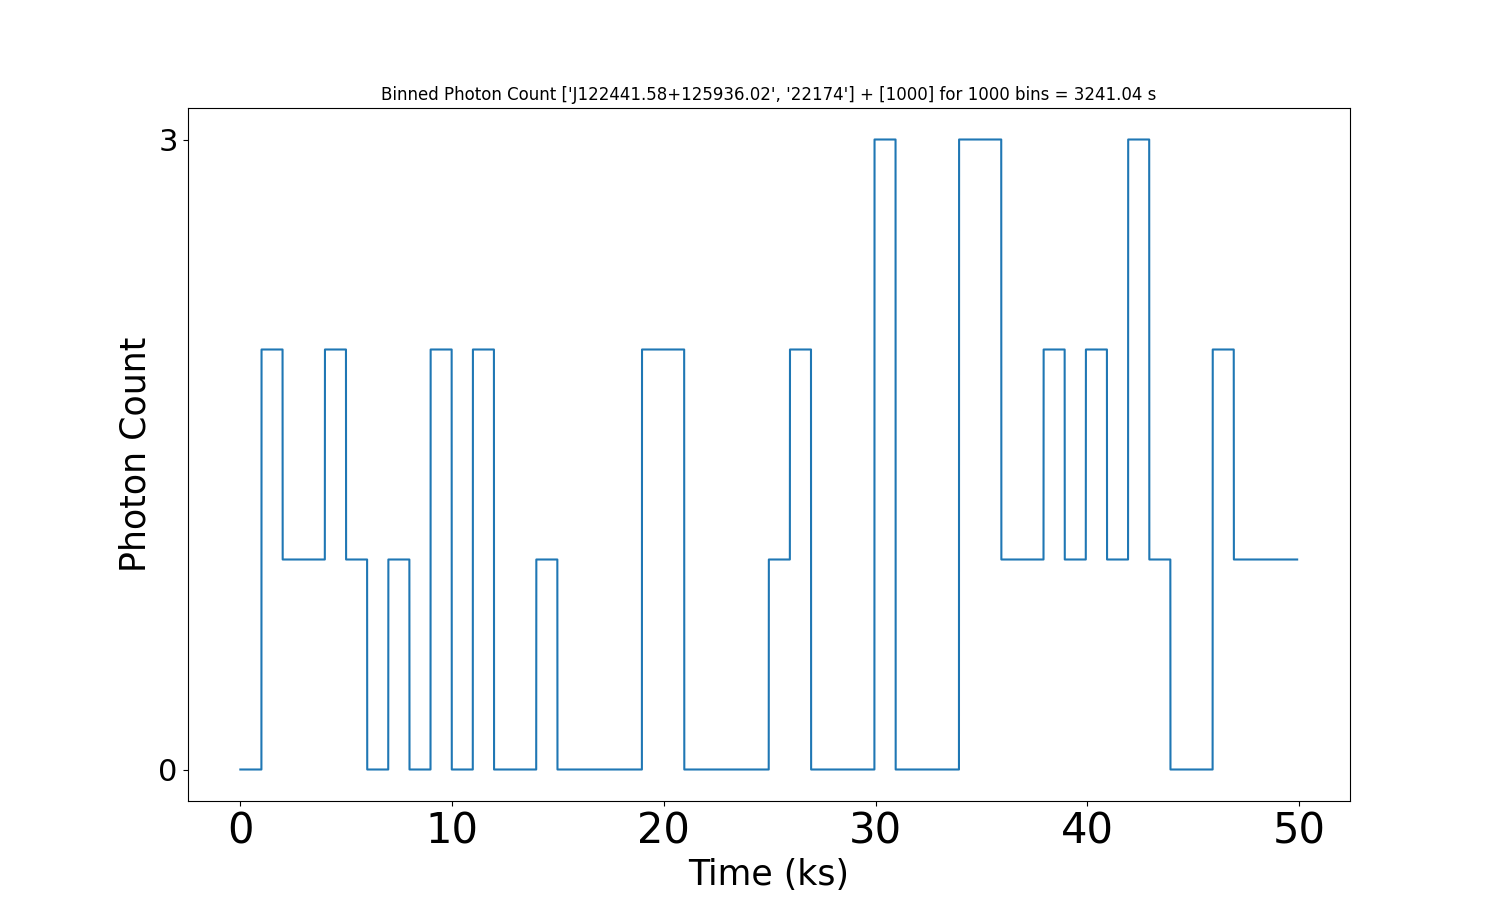 Binned Photon Count ['J122441.58+125936.02', '22174'] + [1000] for 1000 bins = 3241.04 s
3
Photon Count
0
0 10 20 30 40 50
Time (ks)